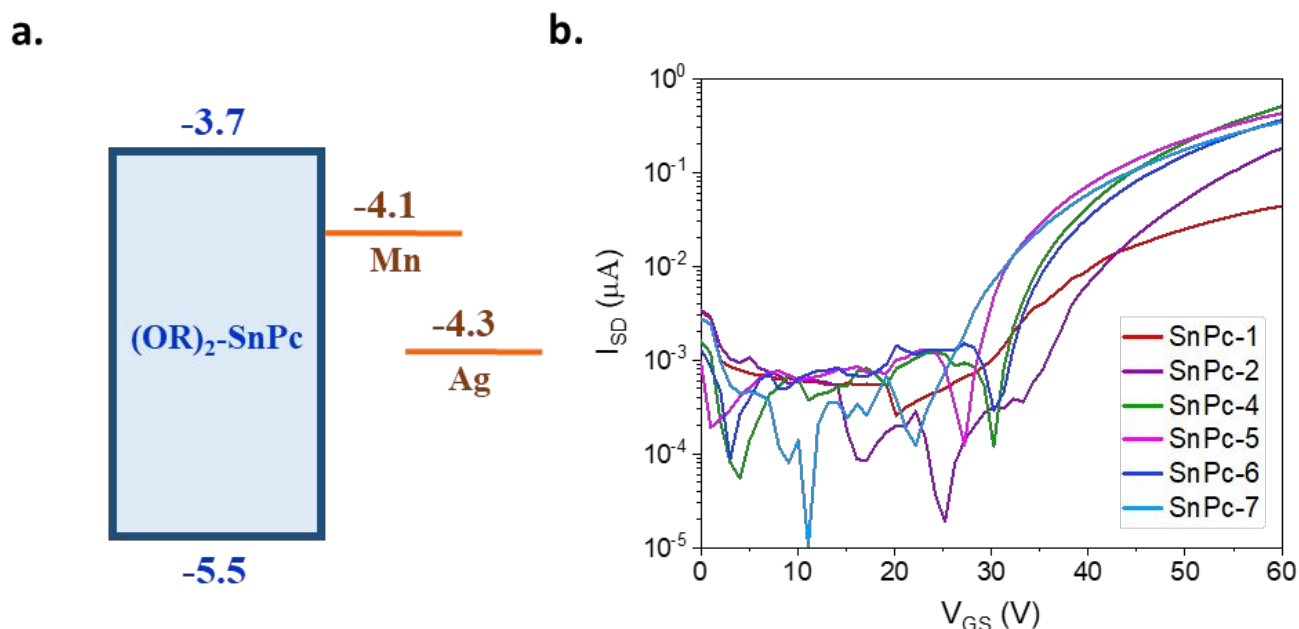 a.
-3.7
-4.1
Mn
-4.3
Ag
(OR)₂-SnPc
-5.5
b.
10⁰
10⁻¹
10⁻²
10⁻³
10⁻⁴
10⁻⁵
I_SD (μA)
0 10 20 30 40 50 60
V_GS (V)
SnPc-1
SnPc-2
SnPc-4
SnPc-5
SnPc-6
SnPc-7